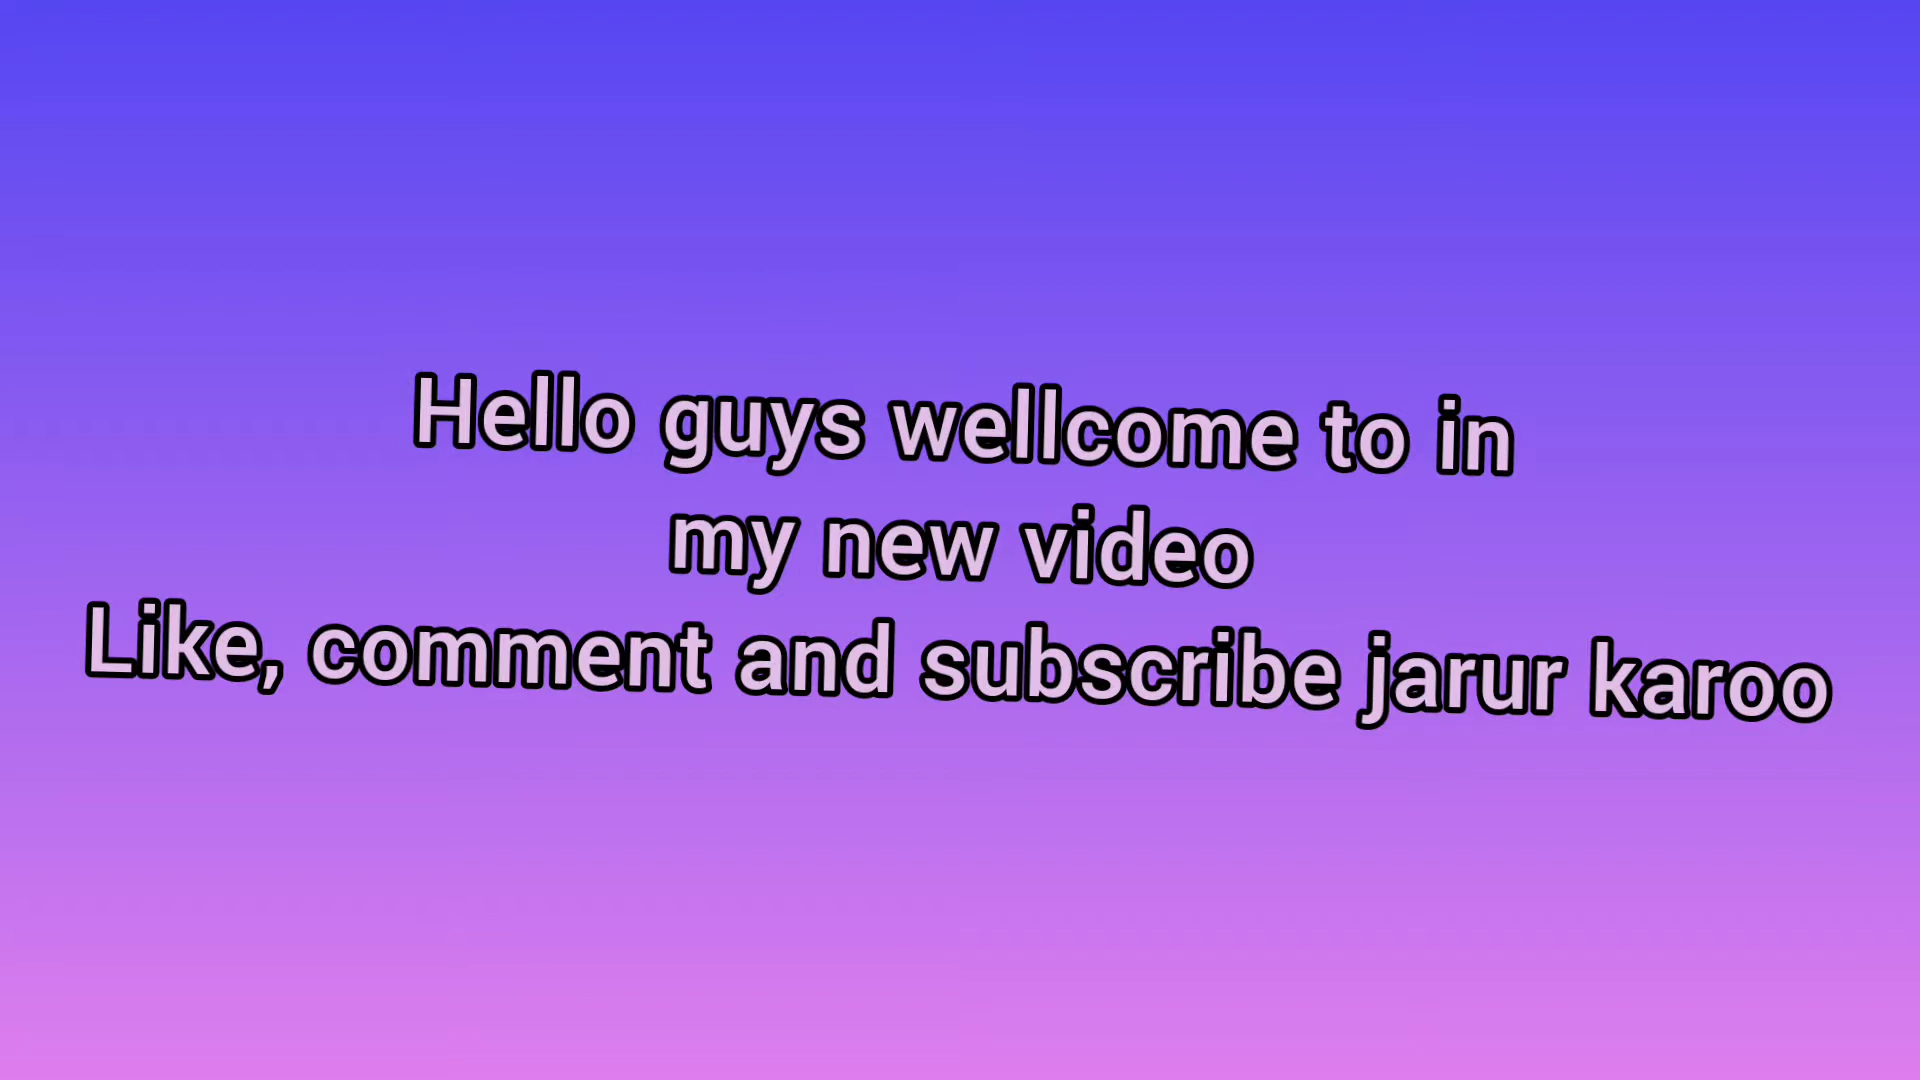 Hello guys wellcome to in
my new video
Like, comment and subscribe jarur karoo